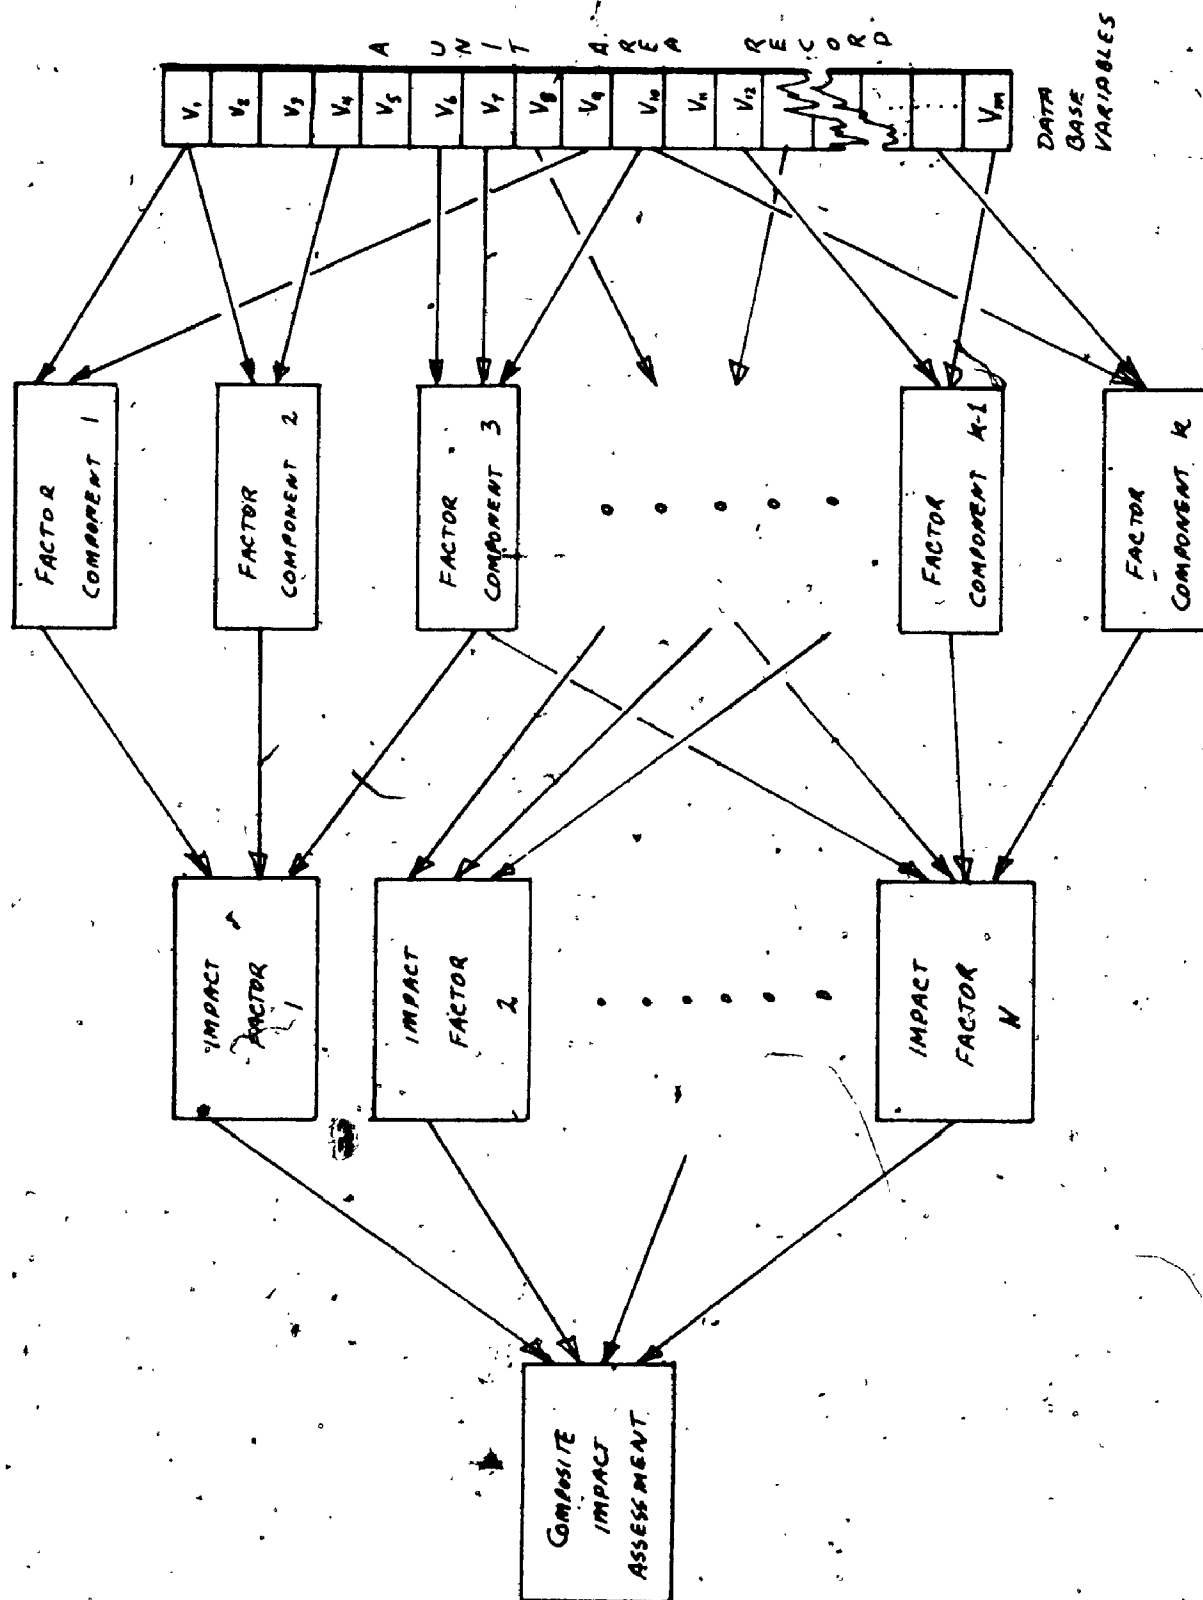 A UNIT AREA RECORD
V1 V2 V3 V4 V5 V6 V7 V8 V9 V10 V11 V12 Vm
DATA
BASE
VARIABLES
FACTOR
COMPONENT 1
FACTOR
COMPONENT 2
FACTOR
COMPONENT 3
FACTOR
COMPONENT K-1
FACTOR
COMPONENT K
IMPACT
FACTOR
1
IMPACT
FACTOR
2
IMPACT
FACTOR
N
COMPOSITE
IMPACT
ASSESSMENT